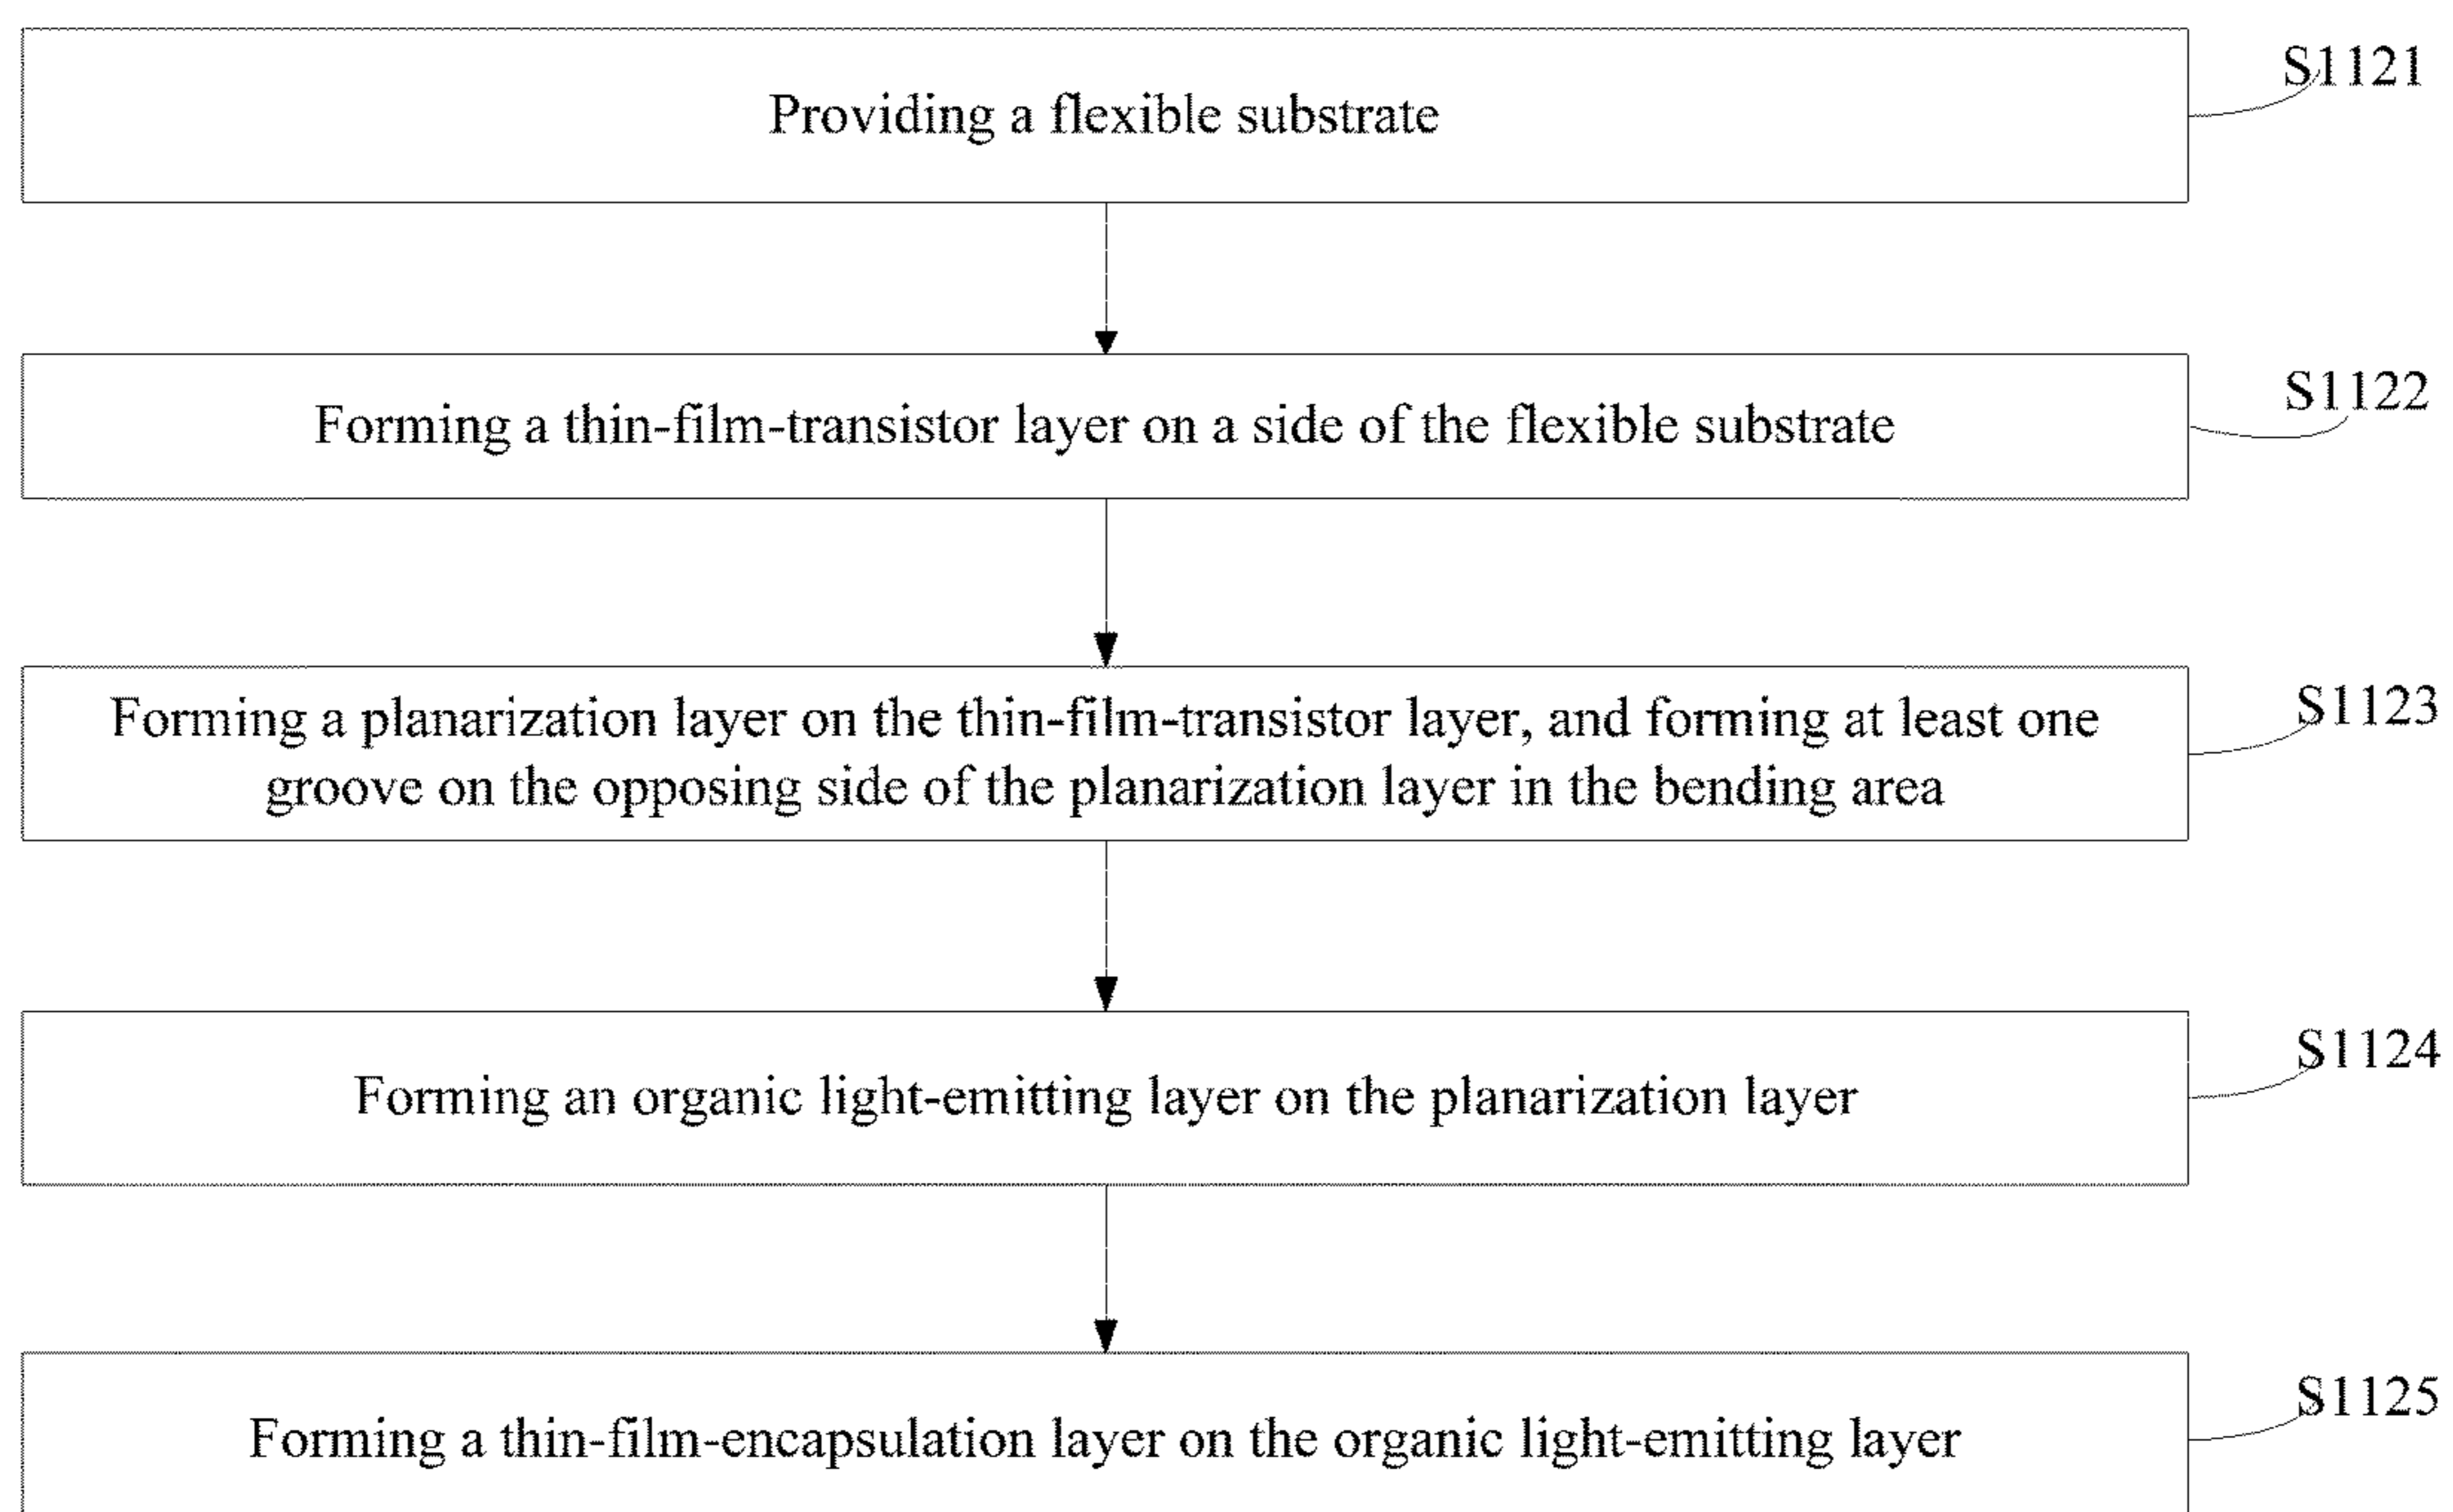 Providing a flexible substrate
S1121
Forming a thin-film-transistor layer on a side of the flexible substrate
S1122
Forming a planarization layer on the thin-film-transistor layer, and forming at least one
groove on the opposing side of the planarization layer in the bending area
S1123
Forming an organic light-emitting layer on the planarization layer
S1124
Forming a thin-film-encapsulation layer on the organic light-emitting layer
S1125